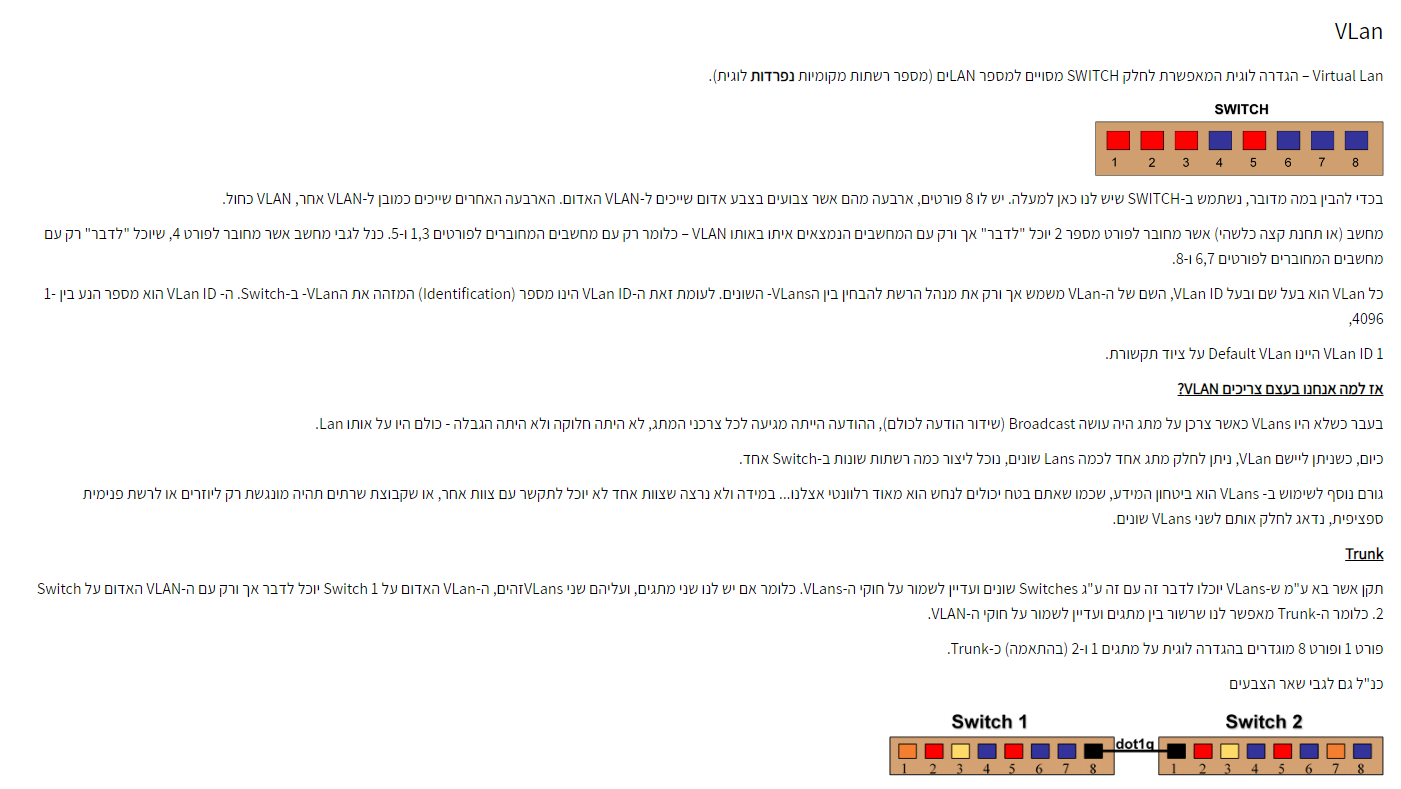 VLan
Virtual Lan – הגדרה לוגית המאפשרת לחלק SWITCH מסויים למספר LANים (מספר רשתות מקומיות נפרדות לוגית).
SWITCH
1 2 3 4 5 6 7 8
בכדי להבין במה מדובר, נשתמש ב-SWITCH שיש לנו כאן למעלה. יש לו 8 פורטים, ארבעה מהם אשר צבועים בצבע אדום שייכים ל-VLAN האדום. הארבעה האחרים שייכים כמובן ל-VLAN אחר, VLAN כחול.
מחשב (או תחנת קצה כלשהי) אשר מחובר לפורט מספר 2 יוכל "לדבר" אך ורק עם המחשבים הנמצאים איתו באותו VLAN – כלומר רק עם מחשבים המחוברים לפורטים 1,3 ו-5. כנל לגבי מחשב אשר מחובר לפורט 4, שיוכל "לדבר" רק עם
מחשבים המחוברים לפורטים 6,7 ו-8.
כל VLan הוא בעל שם ובעל VLan ID, השם של ה-VLan משמש אך ורק את מנהל הרשת להבחין בין הVLans- השונים. לעומת זאת ה-VLan ID הינו מספר (Identification) המזהה את הVLan- ב-Switch. ה- VLan ID הוא מספר הנע בין 1-
4096,
VLan ID 1 היינו Default VLan על ציוד תקשורת.
אז למה אנחנו בעצם צריכים VLAN?
בעבר כשלא היו VLans כאשר צרכן על מתג היה עושה Broadcast (שידור הודעה לכולם), ההודעה הייתה מגיעה לכל צרכני המתג, לא היתה חלוקה ולא היתה הגבלה - כולם היו על אותו Lan.
כיום, כשניתן ליישם VLan, ניתן לחלק מתג אחד לכמה Lans שונים, נוכל ליצור כמה רשתות שונות ב-Switch אחד.
גורם נוסף לשימוש ב- VLans הוא ביטחון המידע, שכמו שאתם בטח יכולים לנחש הוא מאוד רלוונטי אצלנו... במידה ולא נרצה שצוות אחד לא יוכל לתקשר עם צוות אחר, או שקבוצת שרתים תהיה מונגשת רק ליוזרים או לרשת פנימית
ספציפית, נדאג לחלק אותם לשני VLans שונים.
Trunk
תקן אשר בא ע"מ ש-VLans יוכלו לדבר זה עם זה ע"ג Switches שונים ועדיין לשמור על חוקי ה-VLans. כלומר אם יש לנו שני מתגים, ועליהם שני VLansזהים, ה-VLan האדום על Switch 1 יוכל לדבר אך ורק עם ה-VLAN האדום על Switch
2. כלומר ה-Trunk מאפשר לנו שרשור בין מתגים ועדיין לשמור על חוקי ה-VLAN.
פורט 1 ופורט 8 מוגדרים בהגדרה לוגית על מתגים 1 ו-2 (בהתאמה) כ-Trunk.
כנ"ל גם לגבי שאר הצבעים
Switch 1 Switch 2
dot1q
1 2 3 4 5 6 7 8 1 2 3 4 5 6 7 8